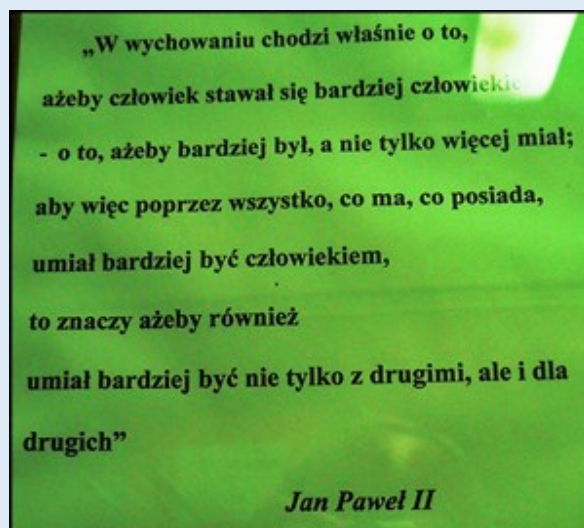 „W wychowaniu chodzi właśnie o to,
ażeby człowiek stawał się bardziej człowiekiem
- o to, ażeby bardziej był, a nie tylko więcej miał;
aby więc poprzez wszystko, co ma, co posiada,
umiał bardziej być człowiekiem,
to znaczy ażeby również
umiał bardziej być nie tylko z drugimi, ale i dla
drugich”
Jan Paweł II